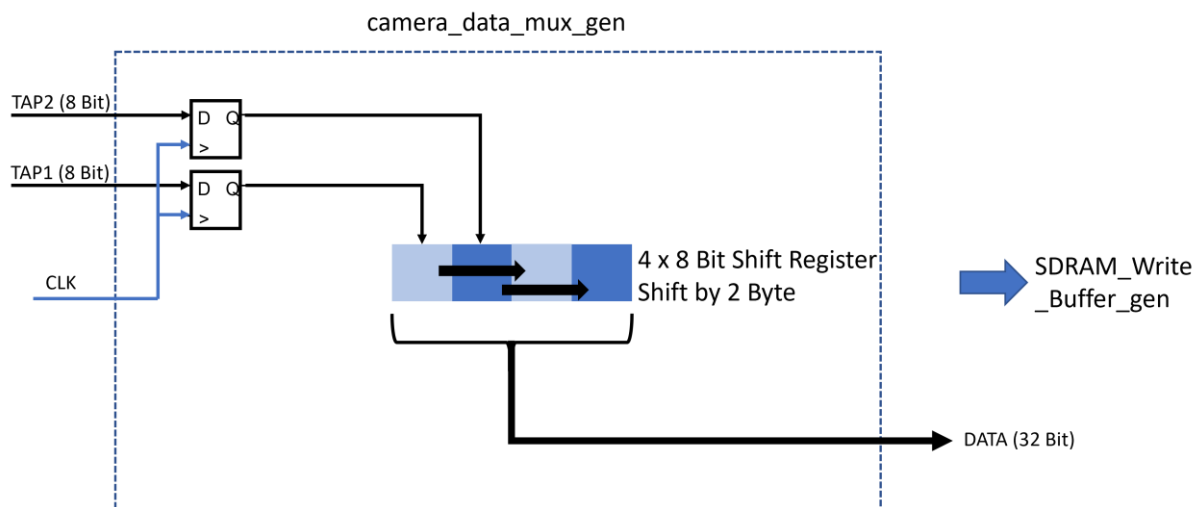 camera_data_mux_gen
TAP2 (8 Bit)
D Q
>
TAP1 (8 Bit)
D Q
>
CLK
4 x 8 Bit Shift Register
Shift by 2 Byte
SDRAM_Write
_Buffer_gen
DATA (32 Bit)